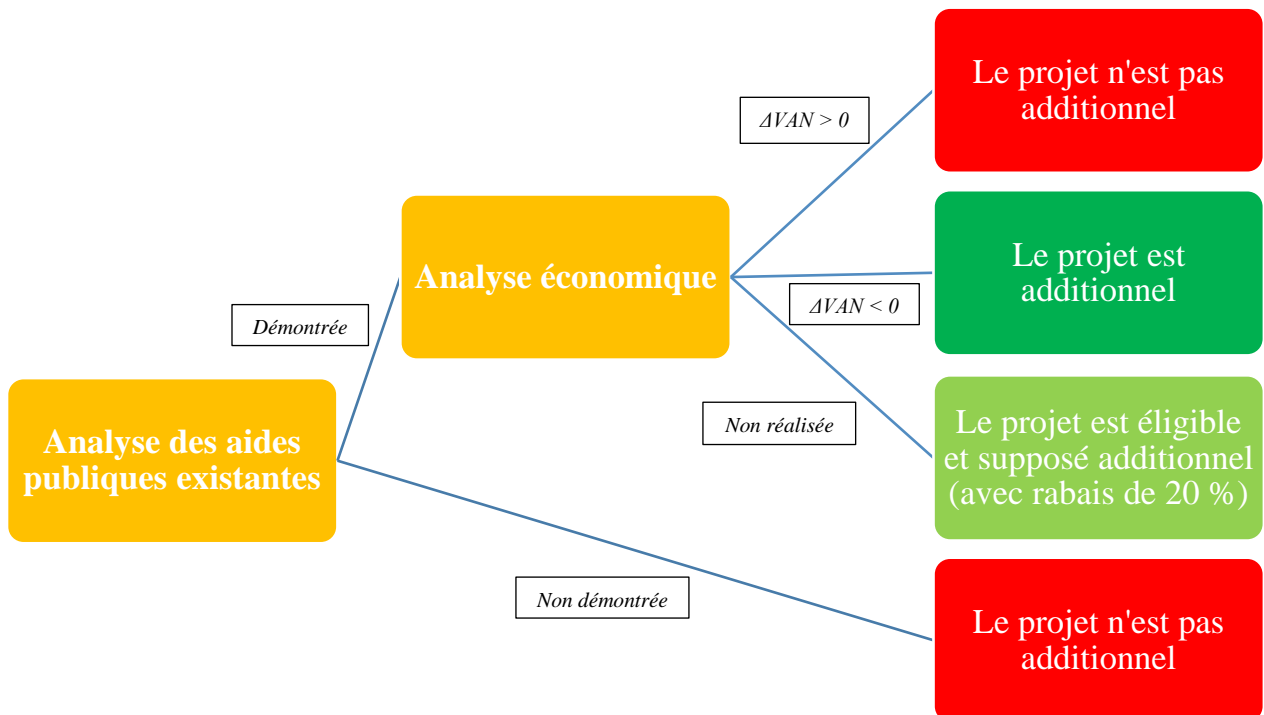 Le projet n'est pas
additionnel
ΔVAN > 0
Analyse économique
Le projet est
additionnel
ΔVAN < 0
Démontrée
Analyse des aides
publiques existantes
Non réalisée
Le projet est éligible
et supposé additionnel
(avec rabais de 20 %)
Non démontrée
Le projet n'est pas
additionnel